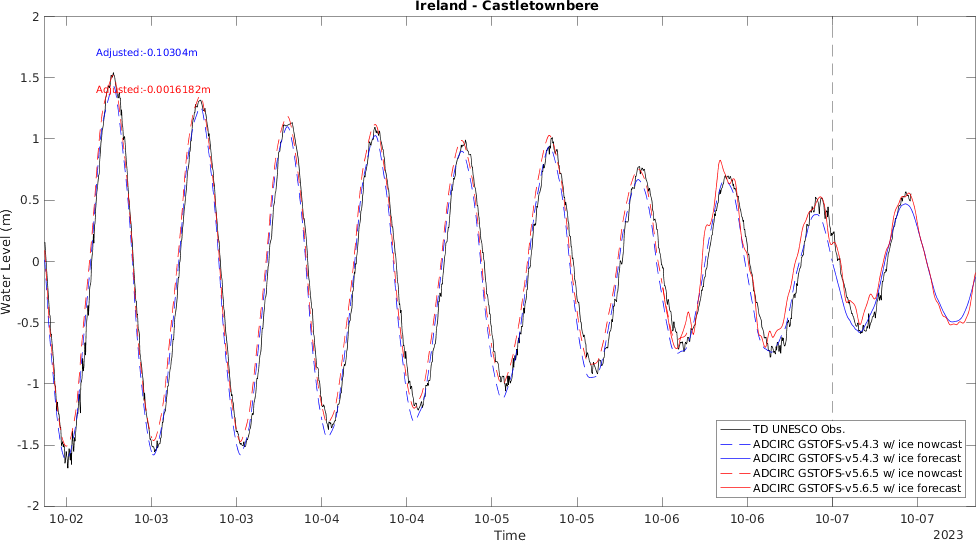 Ireland - Castletownbere
Adjusted:-0.10304m
Adjusted:-0.0016182m
Water Level (m)
2
1.5
1
0.5
0
-0.5
-1
-1.5
-2
TD UNESCO Obs.
ADCIRC GSTOFS-v5.4.3 w/ ice nowcast
ADCIRC GSTOFS-v5.4.3 w/ ice forecast
ADCIRC GSTOFS-v5.6.5 w/ ice nowcast
ADCIRC GSTOFS-v5.6.5 w/ ice forecast
10-02 10-03 10-03 10-04 10-04 10-05 10-05 10-06 10-06 10-07 10-07
Time
2023